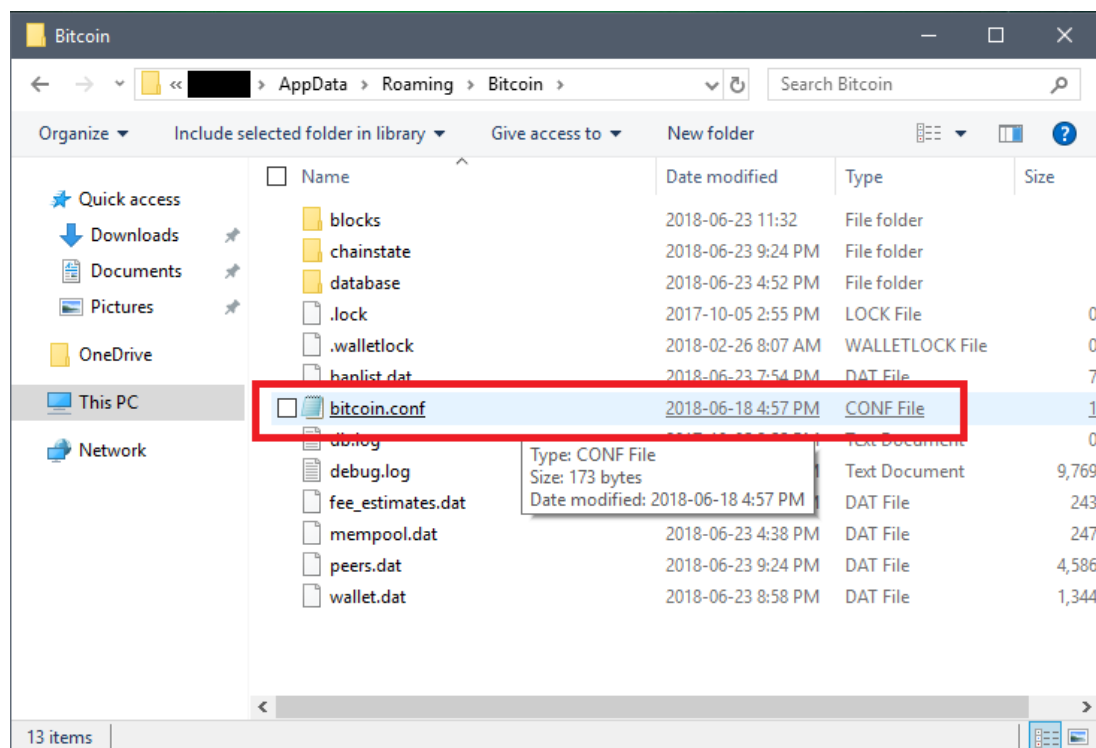 Bitcoin
« > AppData > Roaming > Bitcoin > Search Bitcoin
Organize Include selected folder in library Give access to New folder ?
Name Date modified Type Size
Quick access
Downloads
Documents
Pictures
OneDrive
This PC
Network
blocks 2018-06-23 11:32 File folder
chainstate 2018-06-23 9:24 PM File folder
database 2018-06-23 4:52 PM File folder
.lock 2017-10-05 2:55 PM LOCK File 0
.walletlock 2018-02-26 8:07 AM WALLETLOCK File 0
banlist.dat 2018-06-23 7:54 PM DAT File 7
bitcoin.conf 2018-06-18 4:57 PM CONF File 1
db.log Text Document 0
debug.log Text Document 9,769
fee_estimates.dat DAT File 243
mempool.dat 2018-06-23 4:38 PM DAT File 247
peers.dat 2018-06-23 9:24 PM DAT File 4,586
wallet.dat 2018-06-23 8:58 PM DAT File 1,344
Type: CONF File
Size: 173 bytes
Date modified: 2018-06-18 4:57 PM
13 items